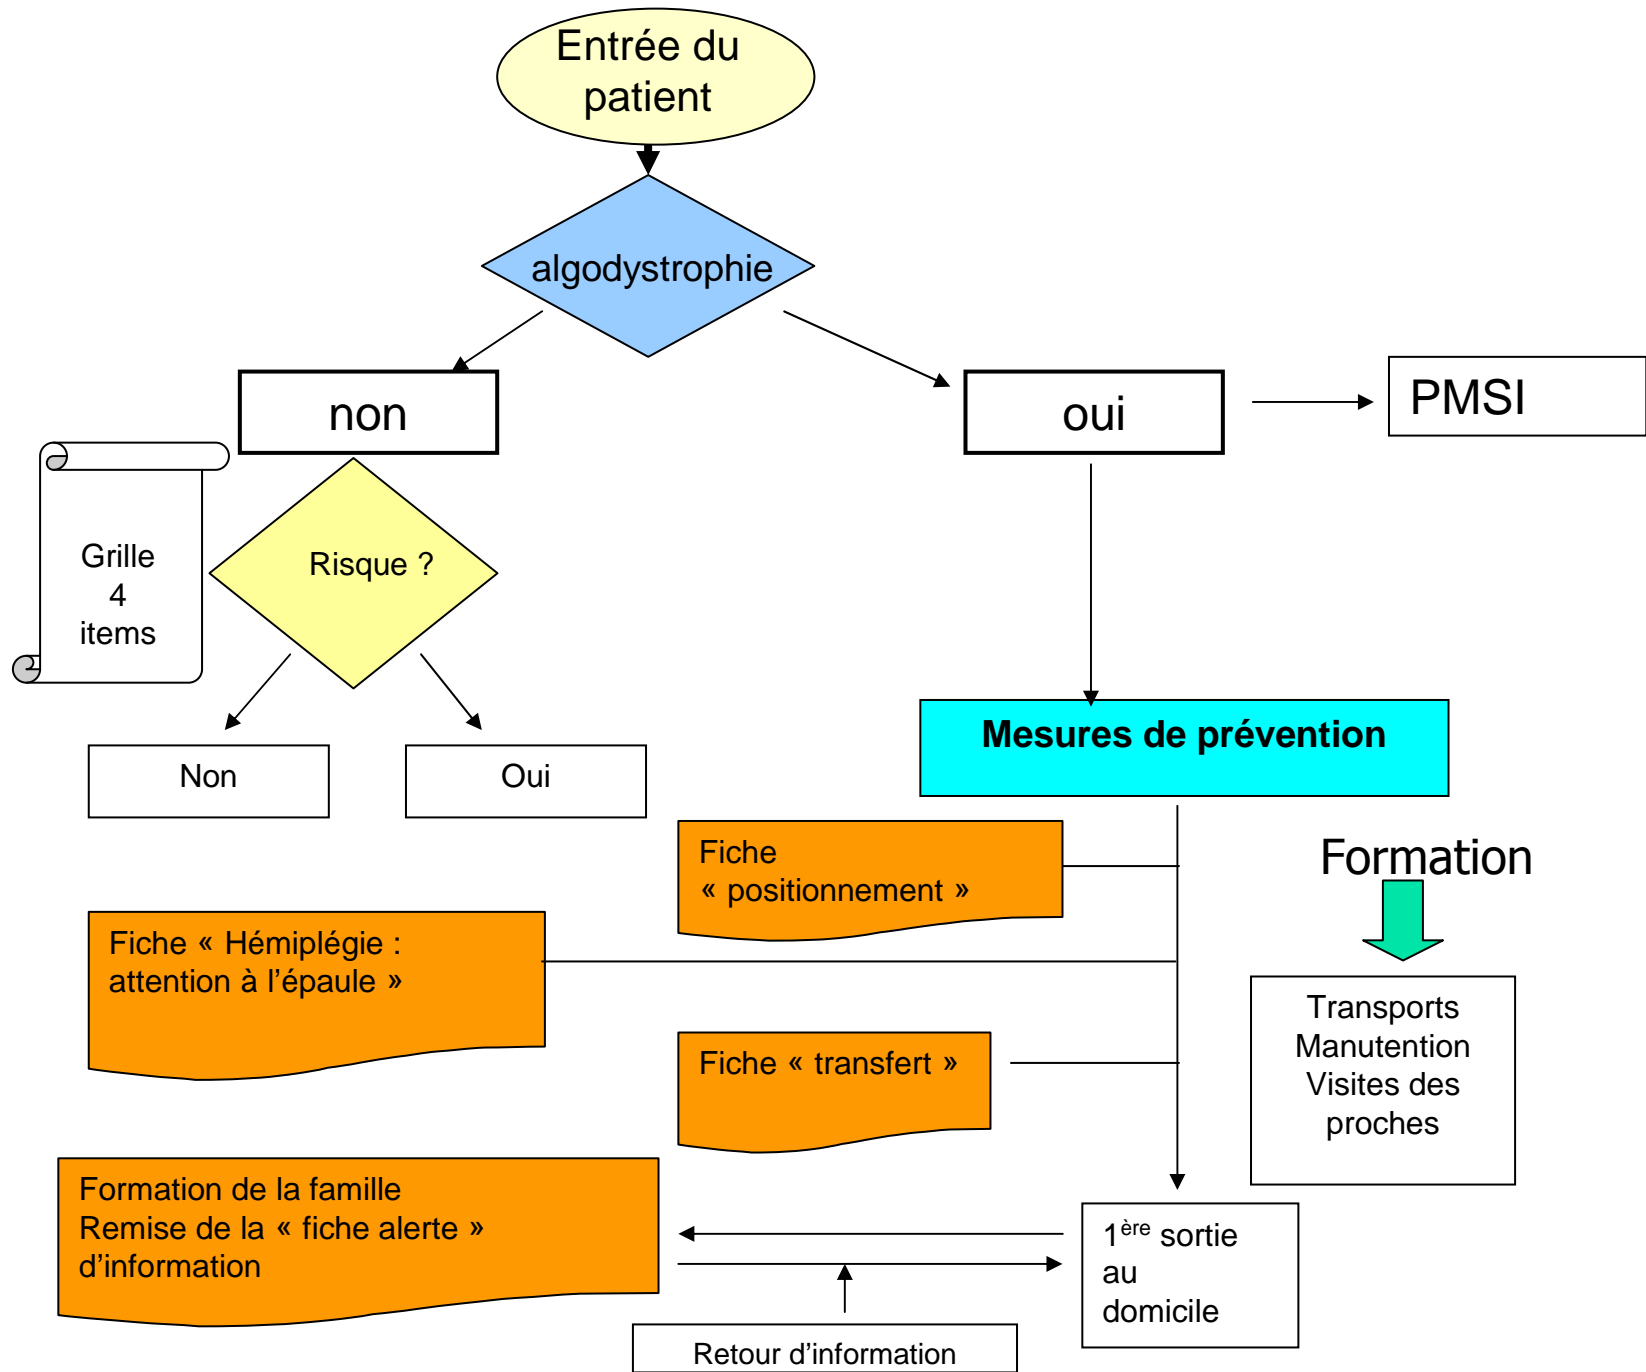 Entrée du
patient
algodystrophie
non
oui
PMSI
Grille
4
items
Risque ?
Non
Oui
Mesures de prévention
Fiche
« positionnement »
Formation
Fiche « Hémiplégie :
attention à l’épaule »
Transports
Manutention
Visites des
proches
Fiche « transfert »
Formation de la famille
Remise de la « fiche alerte »
d’information
1ère sortie
au
domicile
Retour d’information